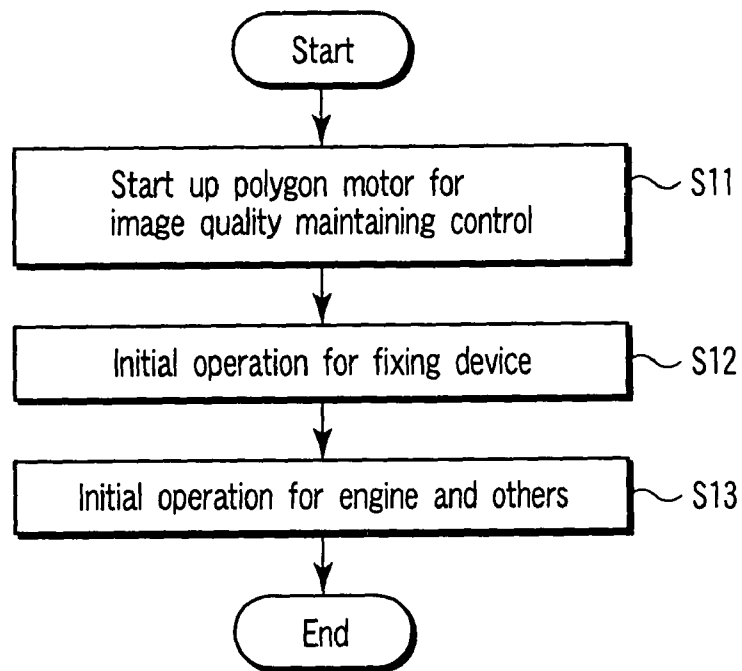 Start
Start up polygon motor for
image quality maintaining control
S11
Initial operation for fixing device
S12
Initial operation for engine and others
S13
End